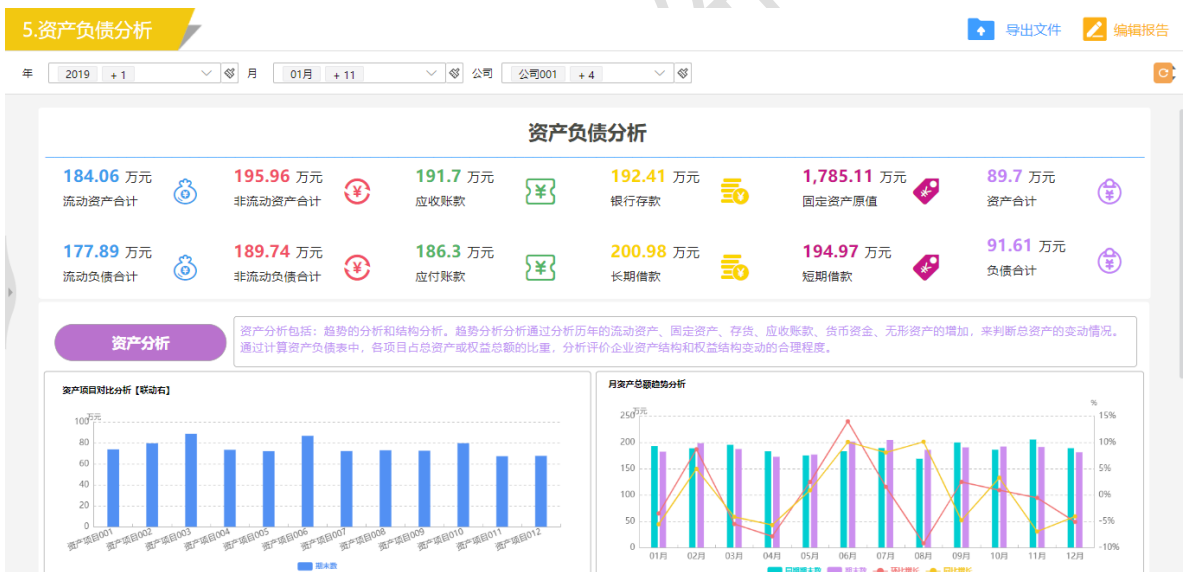 5.资产负债分析
导出文件
编辑报告
年 2019 + 1 月 01月 + 11 公司 公司001 + 4
资产负债分析
184.06 万元 195.96 万元 191.7 万元 192.41 万元 1,785.11 万元 89.7 万元
流动资产合计 非流动资产合计 应收账款 银行存款 固定资产原值 资产合计
177.89 万元 189.74 万元 186.3 万元 200.98 万元 194.97 万元 91.61 万元
流动负债合计 非流动负债合计 应付账款 长期借款 短期借款 负债合计
资产分析
资产分析包括：趋势的分析和结构分析。趋势分析分析通过分析历年的流动资产、固定资产、存货、应收账款、货币资金、无形资产的增加，来判断总资产的变动情况。
通过计算资产负债表中，各项目占总资产或权益总额的比重，分析评价企业资产结构和权益结构变动的合理程度。
资产项目对比分析【联动右】
万元
100
80
60
40
20
0
资产项目001 资产项目002 资产项目003 资产项目004 资产项目005 资产项目006 资产项目007 资产项目008 资产项目009 资产项目010 资产项目011 资产项目012
期末数
月资产总额趋势分析
万元 %
250 15%
200 10%
150 5%
100 0%
50 -5%
0 -10%
01月 02月 03月 04月 05月 06月 07月 08月 09月 10月 11月 12月